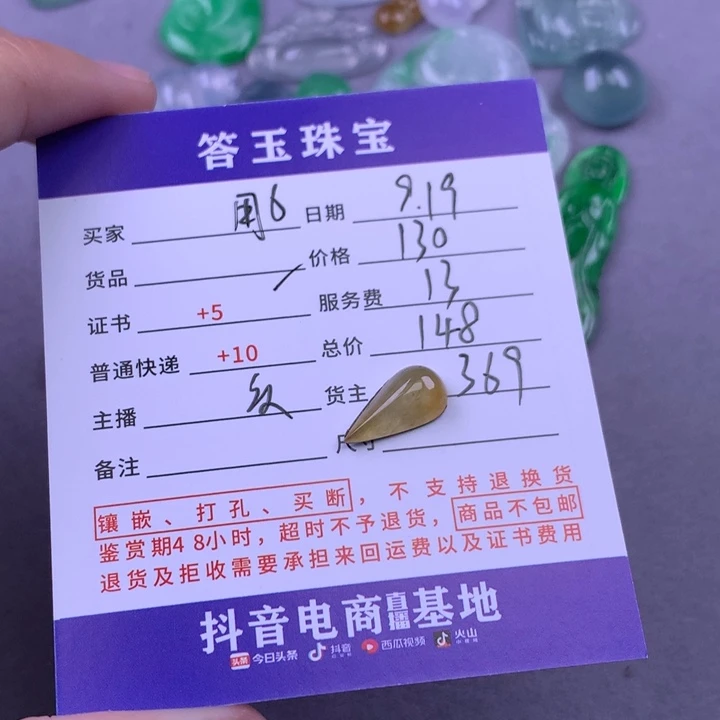 答玉珠宝
买家 周6 日期 9.19
货品 价格 130
证书 +5 服务费 13
普通快递 +10 总价 148
主播 货主 369
备注 尺寸
镶嵌、打孔、买断，不支持退换货
鉴赏期48小时，超时不予退货，商品不包邮
退货及拒收需要承担来回运费以及证书费用
抖音电商直播基地
头条 今日头条 抖音 西瓜视频 火山